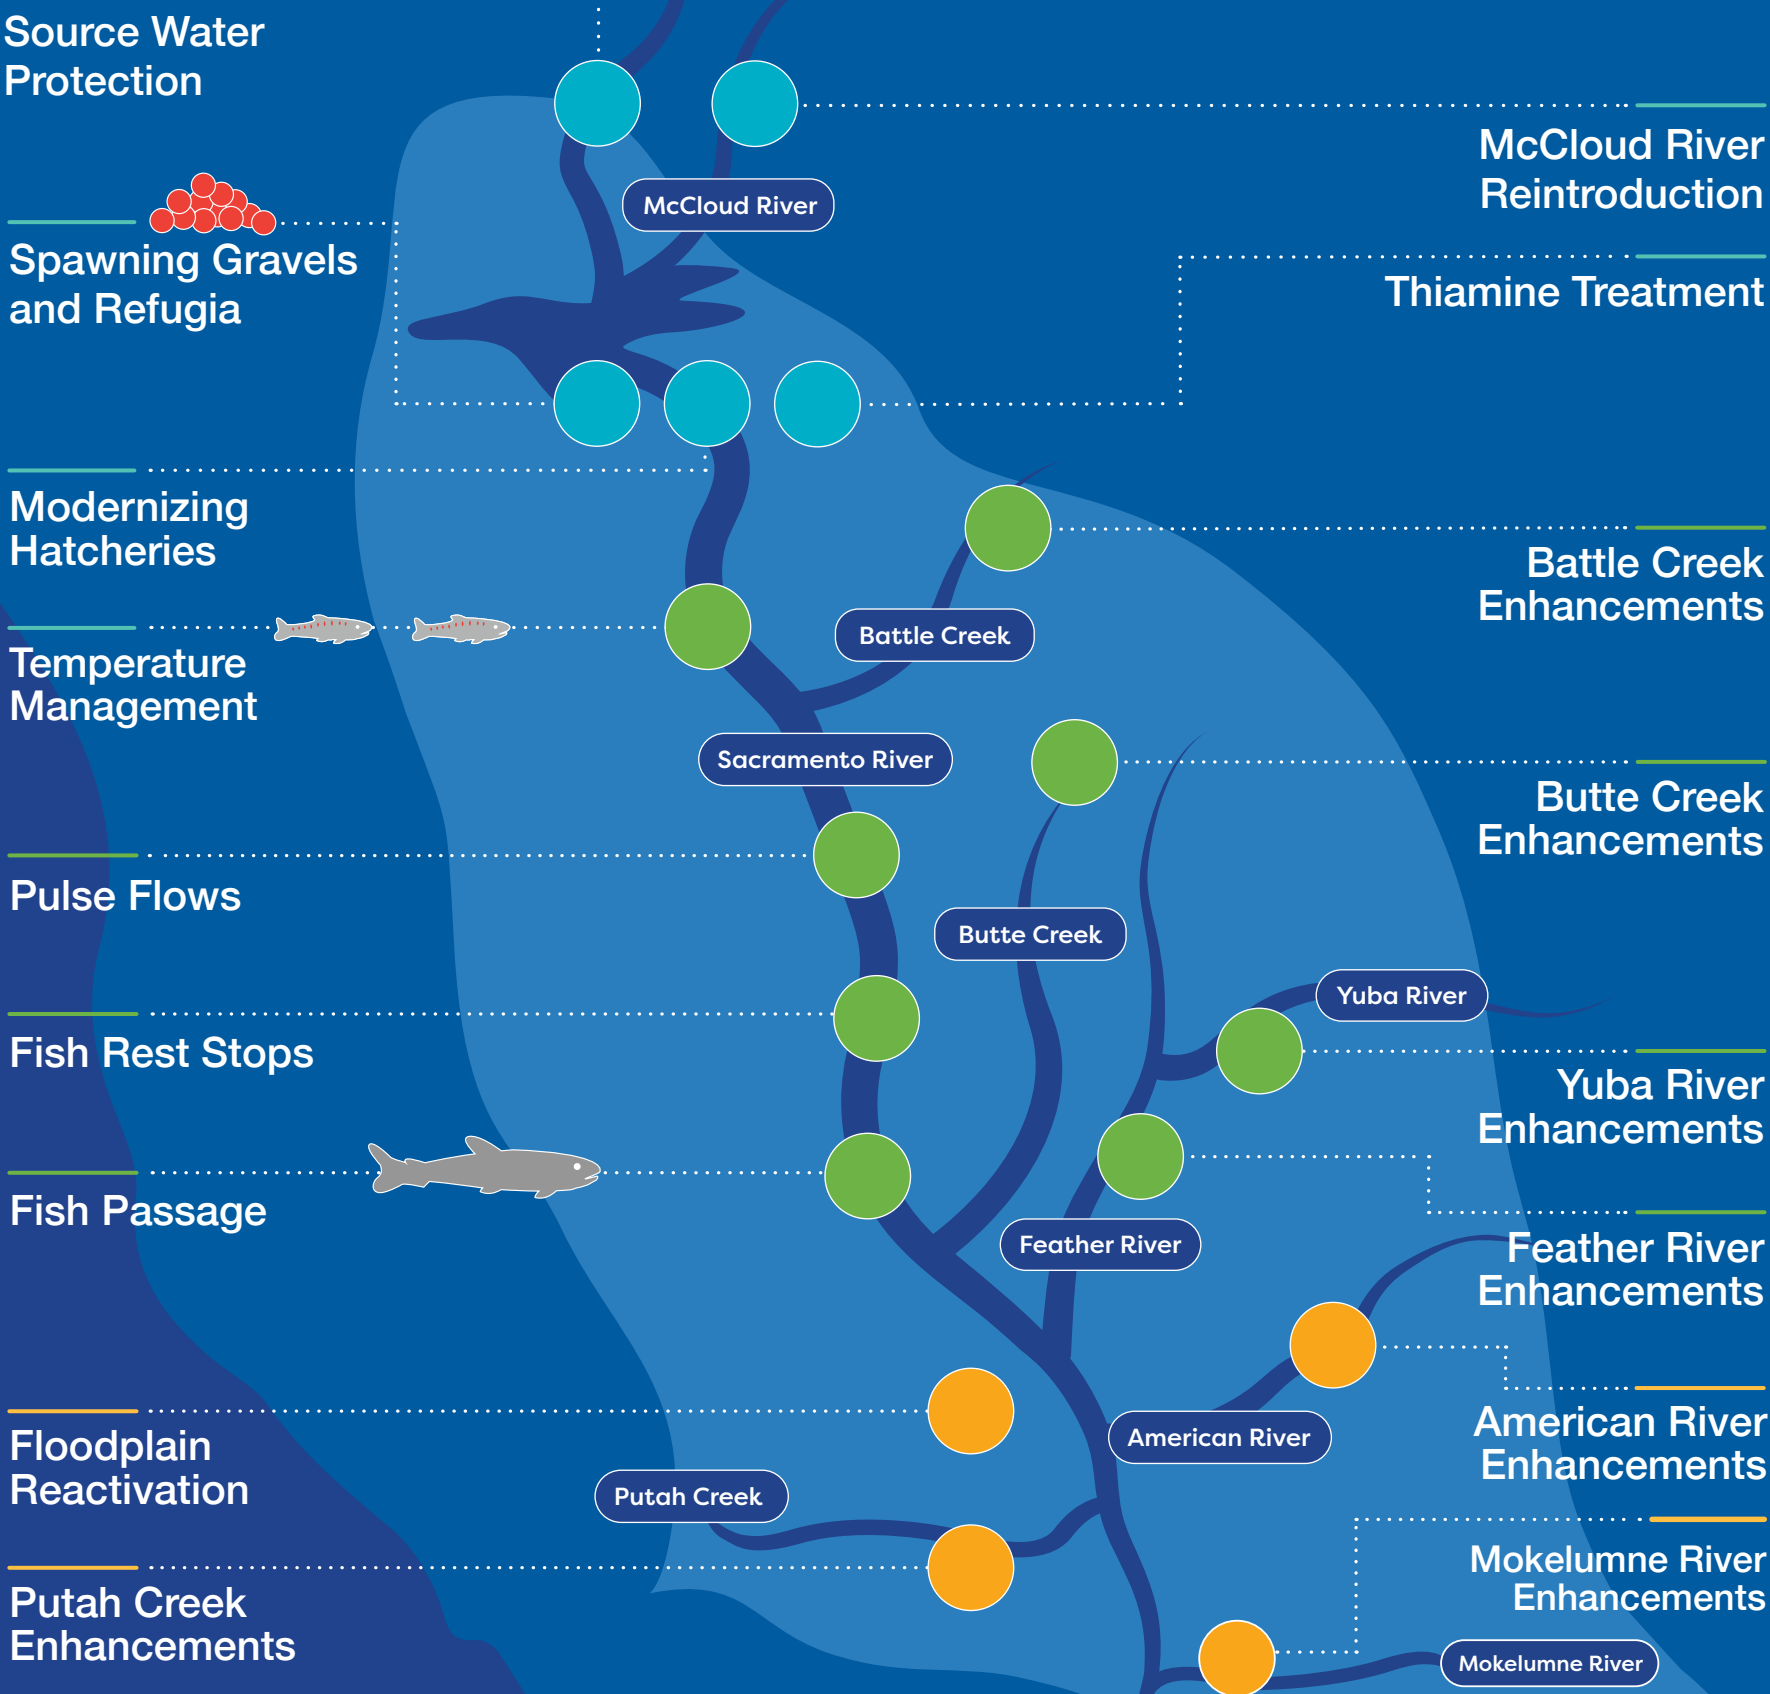 Source Water
Protection
McCloud River
Reintroduction
McCloud River
Spawning Gravels
and Refugia
Thiamine Treatment
Modernizing
Hatcheries
Battle Creek
Enhancements
Battle Creek
Temperature
Management
Sacramento River
Butte Creek
Enhancements
Pulse Flows
Butte Creek
Yuba River
Fish Rest Stops
Yuba River
Enhancements
Fish Passage
Feather River
Feather River
Enhancements
American River
American River
Enhancements
Floodplain
Reactivation
Putah Creek
Mokelumne River
Enhancements
Putah Creek
Enhancements
Mokelumne River